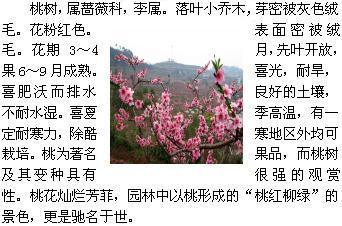 桃树，属蔷薇科，李属。落叶小乔木，芽密被灰色绒
毛。花粉红色。 表面密被绒
毛。花期 3～4 月，先叶开放，
果6～9月成熟。 喜光，耐旱，
喜肥沃而排水 良好的土壤，
不耐水湿。喜夏 季高温，有一
定耐寒力，除酷 寒地区外均可
栽培。桃为著名 果品，而桃树
及其变种具有 很强的观赏
性。桃花灿烂芳菲，园林中以桃形成的“桃红柳绿”的
景色，更是驰名于世。